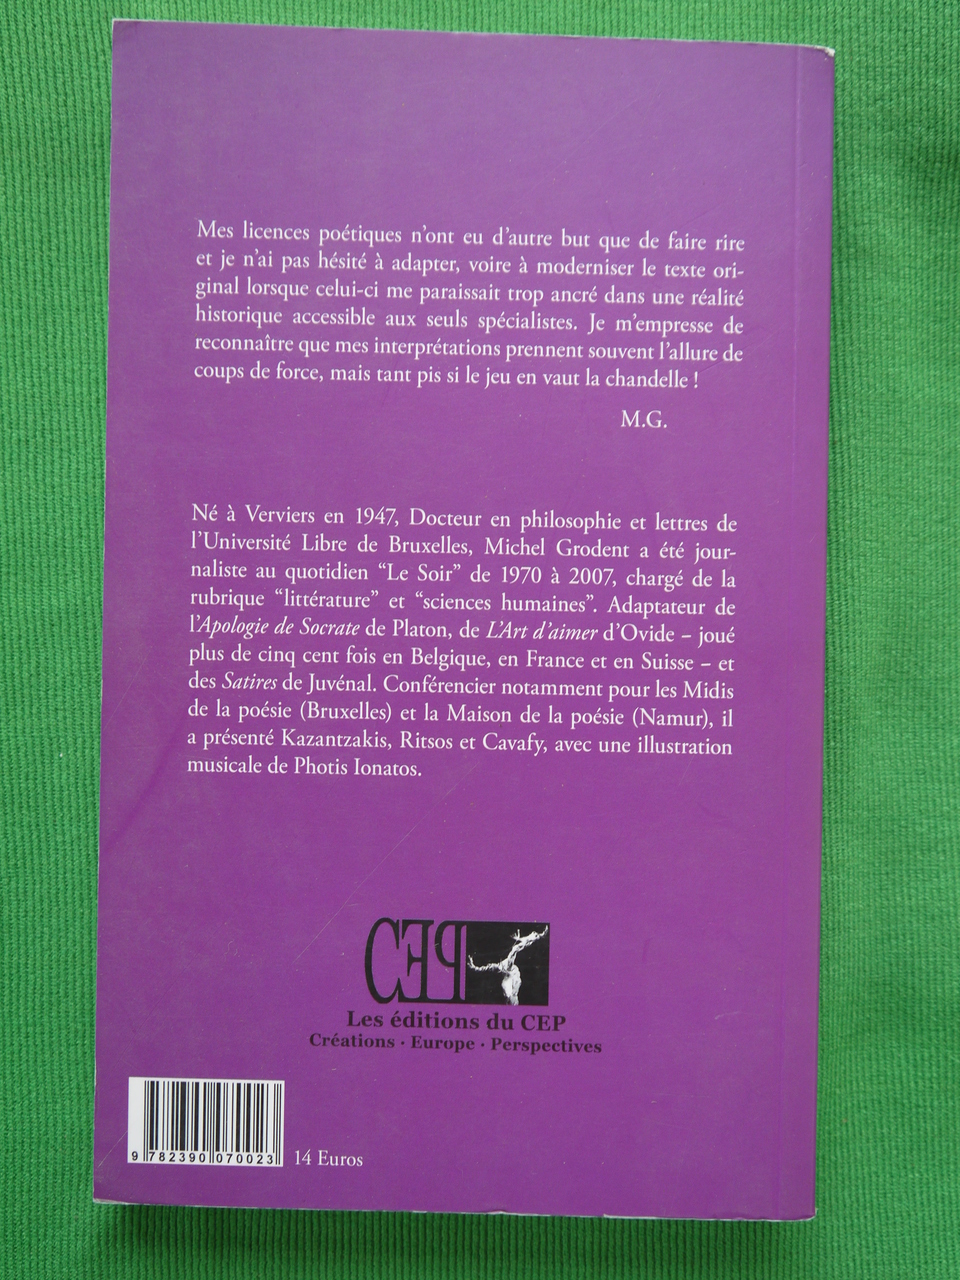 Mes licences poétiques n'ont eu d'autre but que de faire rire
et je n'ai pas hésité à adapter, voire à moderniser le texte ori-
ginal lorsque celui-ci me paraissait trop ancré dans une réalité
historique accessible aux seuls spécialistes. Je m'empresse de
reconnaître que mes interprétations prennent souvent l'allure de
coups de force, mais tant pis si le jeu en vaut la chandelle !
M.G.
Né à Verviers en 1947, Docteur en philosophie et lettres de
l'Université Libre de Bruxelles, Michel Grodent a été jour-
naliste au quotidien “Le Soir” de 1970 à 2007, chargé de la
rubrique “littérature” et “sciences humaines”. Adaptateur de
l'Apologie de Socrate de Platon, de L'Art d'aimer d'Ovide – joué
plus de cinq cent fois en Belgique, en France et en Suisse – et
des Satires de Juvénal. Conférencier notamment pour les Midis
de la poésie (Bruxelles) et la Maison de la poésie (Namur), il
a présenté Kazantzakis, Ritsos et Cavafy, avec une illustration
musicale de Photis Ionatos.
CEP
Les éditions du CEP
Créations · Europe · Perspectives
9 782390 070023
14 Euros